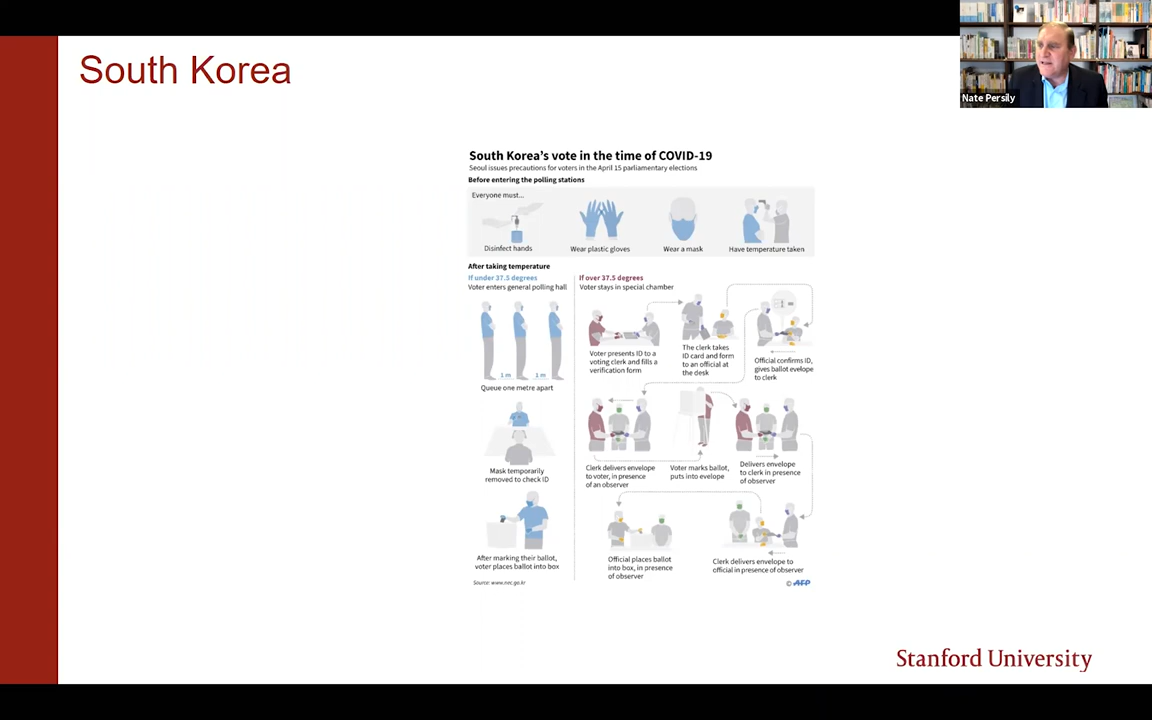 South Korea
Nate Persily
South Korea's vote in the time of COVID-19
Seoul issues precautions for voters in the April 15 parliamentary elections
Before entering the polling stations
Everyone must...
Disinfect hands
Wear plastic gloves
Wear a mask
Have temperature taken
After taking temperature
If under 37.5 degrees
Voter enters general polling hall
1 m
1 m
Queue one metre apart
Mask temporarily
removed to check ID
After marking their ballot,
voter places ballot into box
If over 37.5 degrees
Voter stays in special chamber
Voter presents ID to a
voting clerk and fills a
verification form
The clerk takes
ID card and form
to an official at
the desk
Official confirms ID,
gives ballot evelope
to clerk
Clerk delivers envelope
to voter, in presence
of an observer
Voter marks ballot,
puts into evelope
Delivers envelope
to clerk in presence
of observer
Official places ballot
into box, in presence
of observer
Clerk delivers envelope to
official in presence of observer
Source: www.nec.go.kr
© AFP
Stanford University